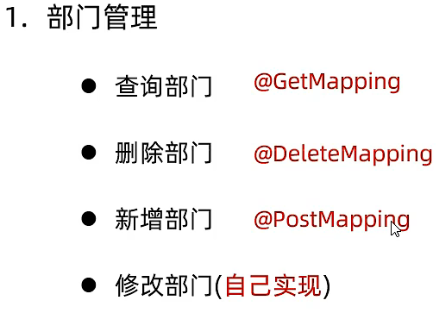 1. 部门管理
● 查询部门 @GetMapping
● 删除部门 @DeleteMapping
● 新增部门 @PostMapping
● 修改部门(自己实现)